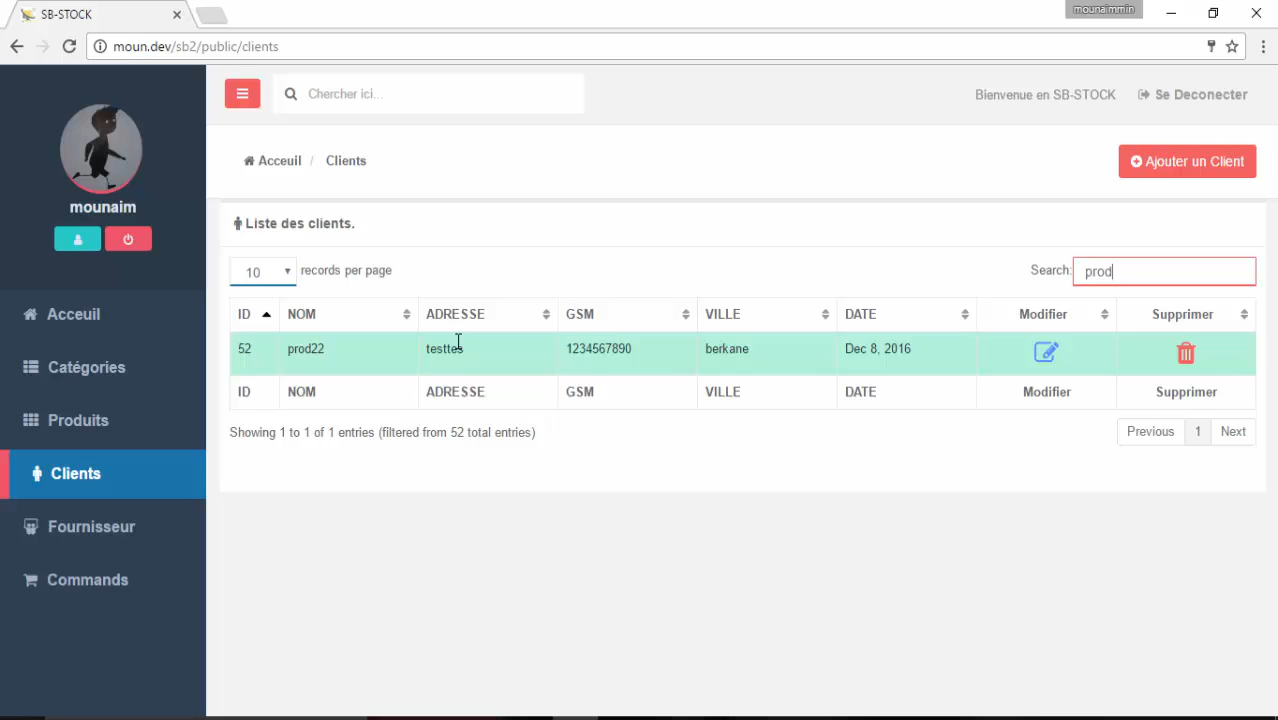 SB-STOCK
mounaimmin
moun.dev/sb2/public/clients
Chercher ici...
Bienvenue en SB-STOCK
Se Deconecter
Acceuil / Clients
Ajouter un Client
mounaim
Liste des clients.
10 records per page
Search: prod
ID NOM ADRESSE GSM VILLE DATE Modifier Supprimer
52 prod22 testtes 1234567890 berkane Dec 8, 2016
ID NOM ADRESSE GSM VILLE DATE Modifier Supprimer
Showing 1 to 1 of 1 entries (filtered from 52 total entries)
Previous 1 Next
Acceuil
Catégories
Produits
Clients
Fournisseur
Commands